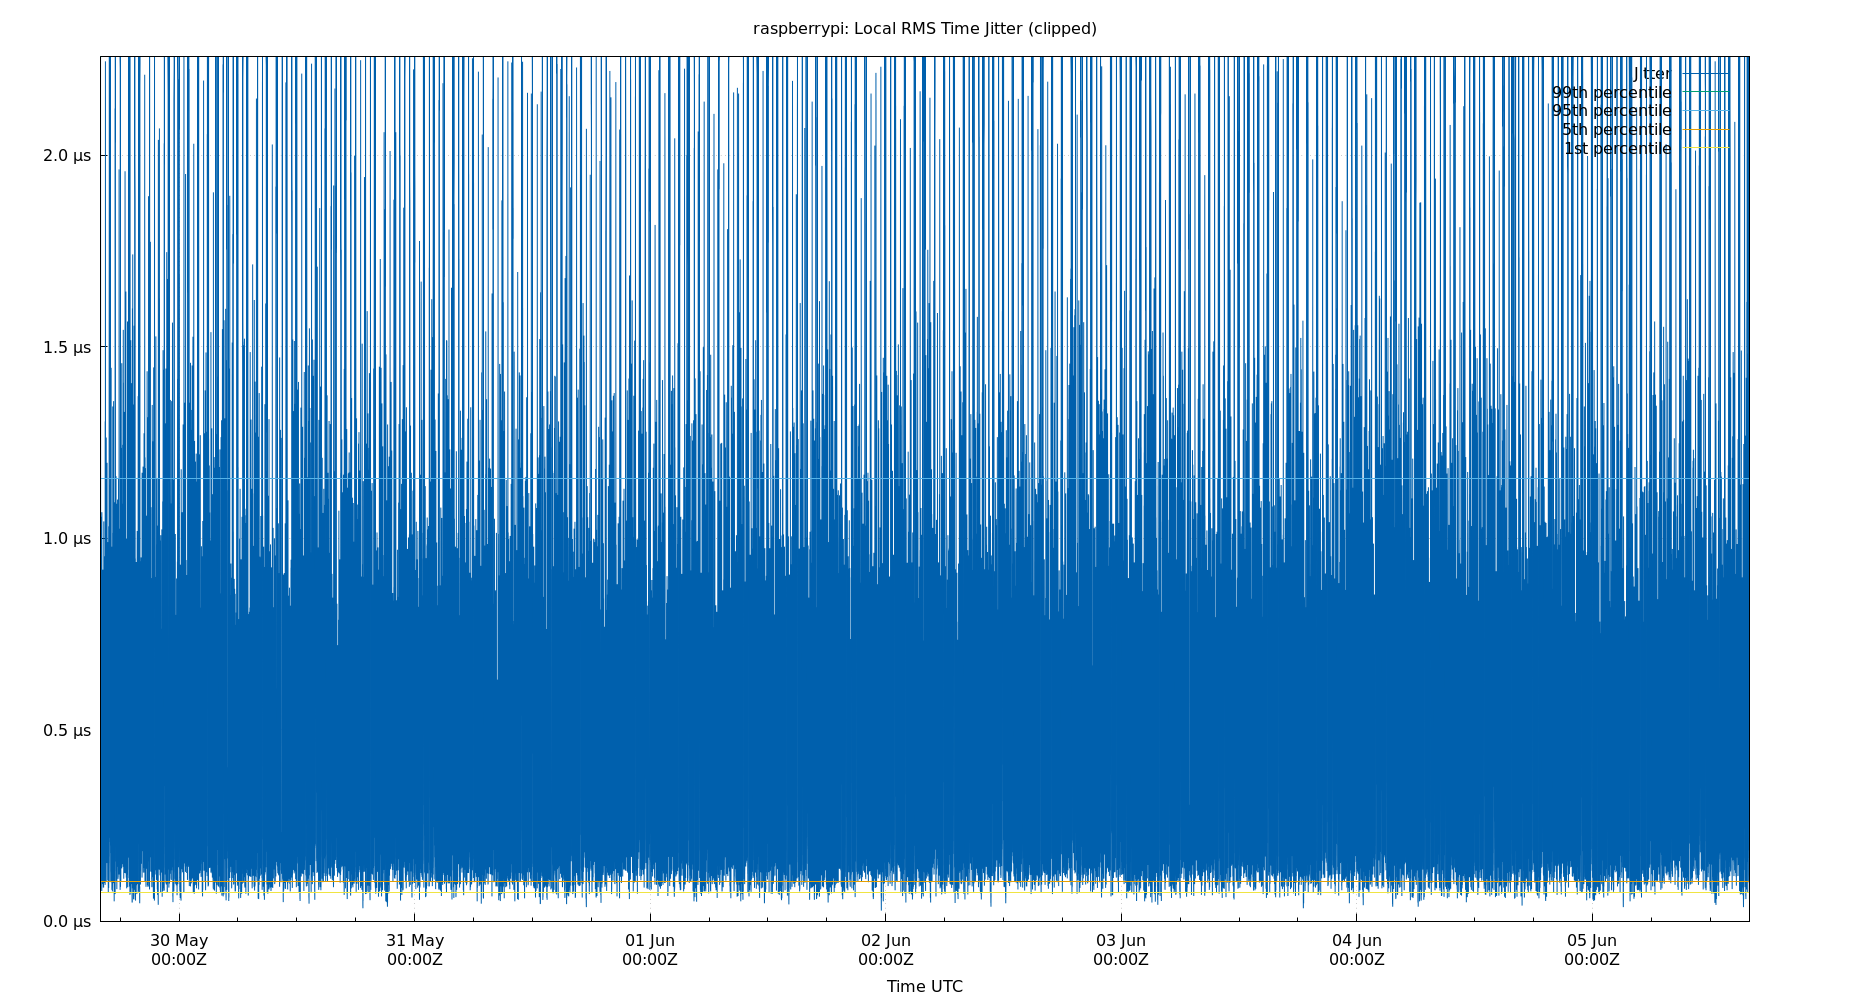 raspberrypi: Local RMS Time Jitter (clipped)
Jitter
99th percentile
95th percentile
5th percentile
1st percentile
2.0 µs
1.5 µs
1.0 µs
0.5 µs
0.0 µs
30 May 31 May 01 Jun 02 Jun 03 Jun 04 Jun 05 Jun
00:00Z 00:00Z 00:00Z 00:00Z 00:00Z 00:00Z 00:00Z
Time UTC